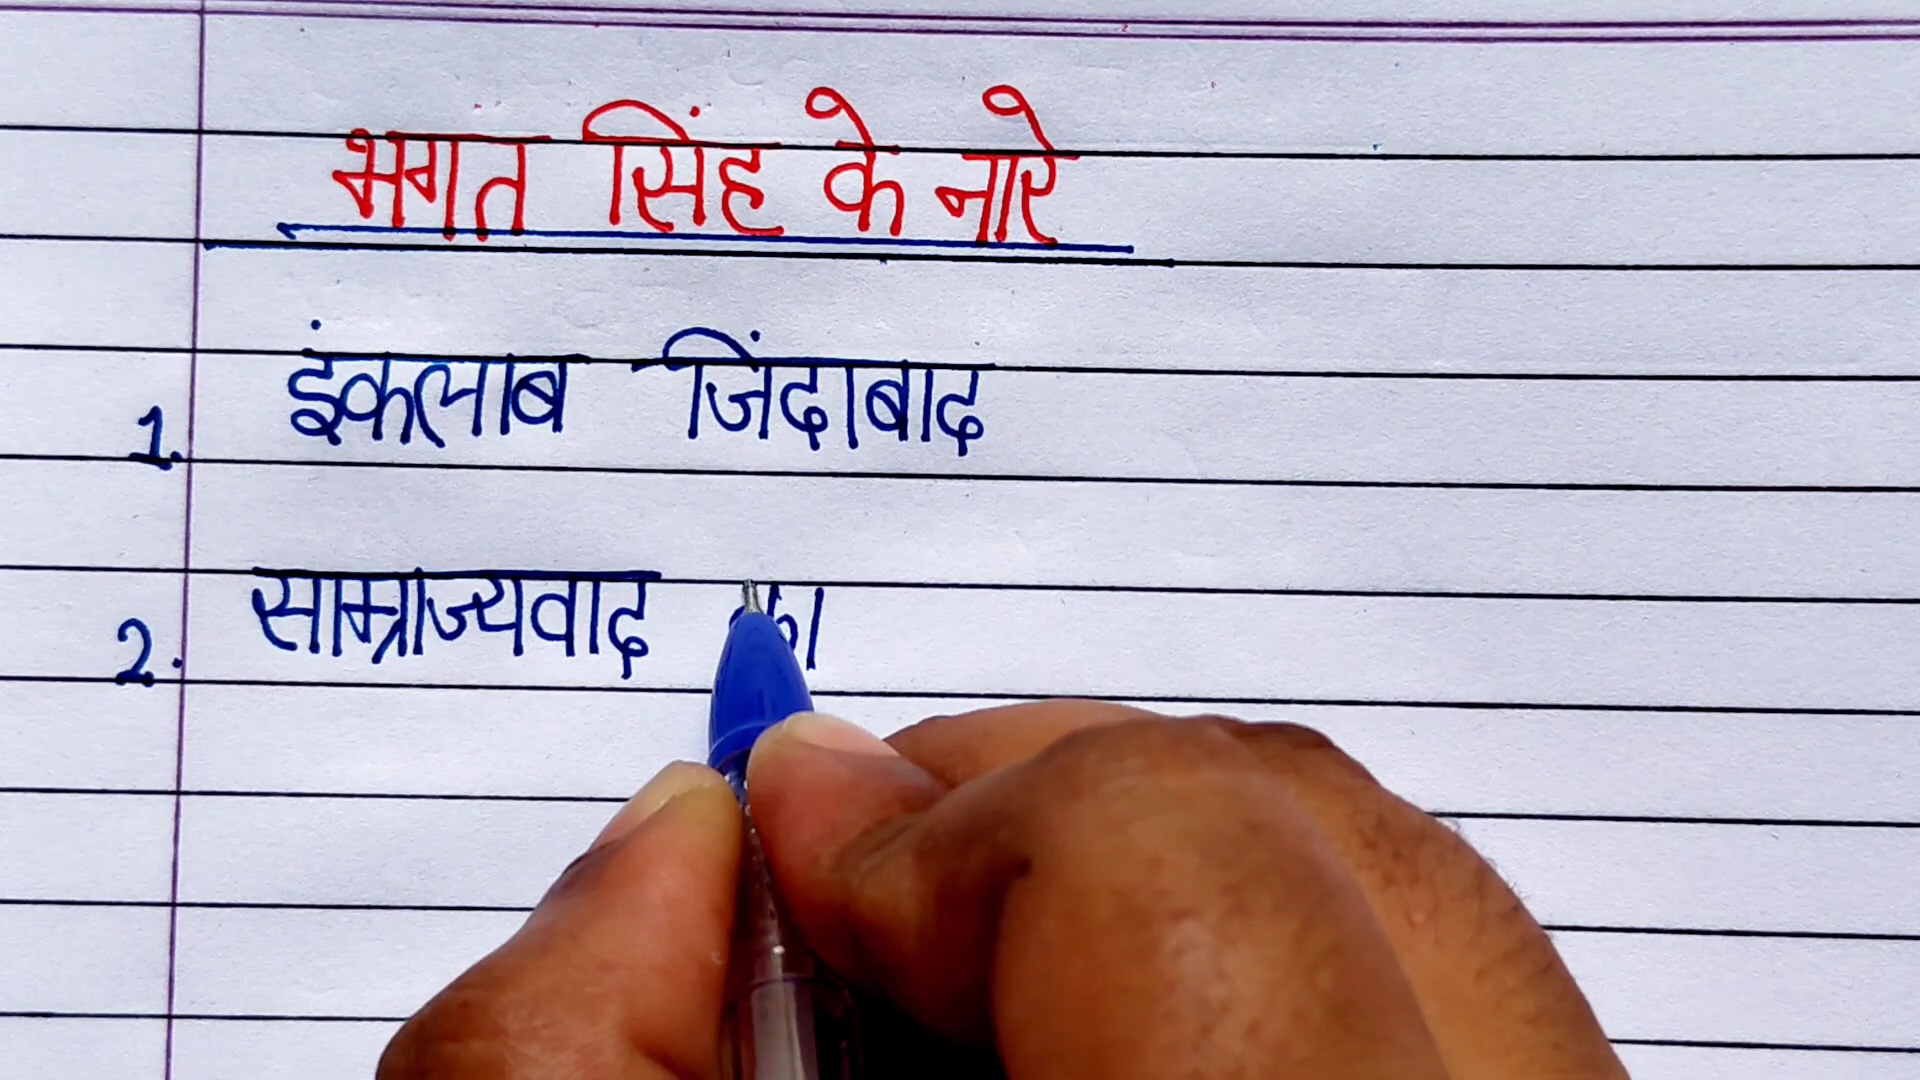 भगत सिंह के नारे
1. इंकलाब जिंदाबाद
2. साम्राज्यवाद का